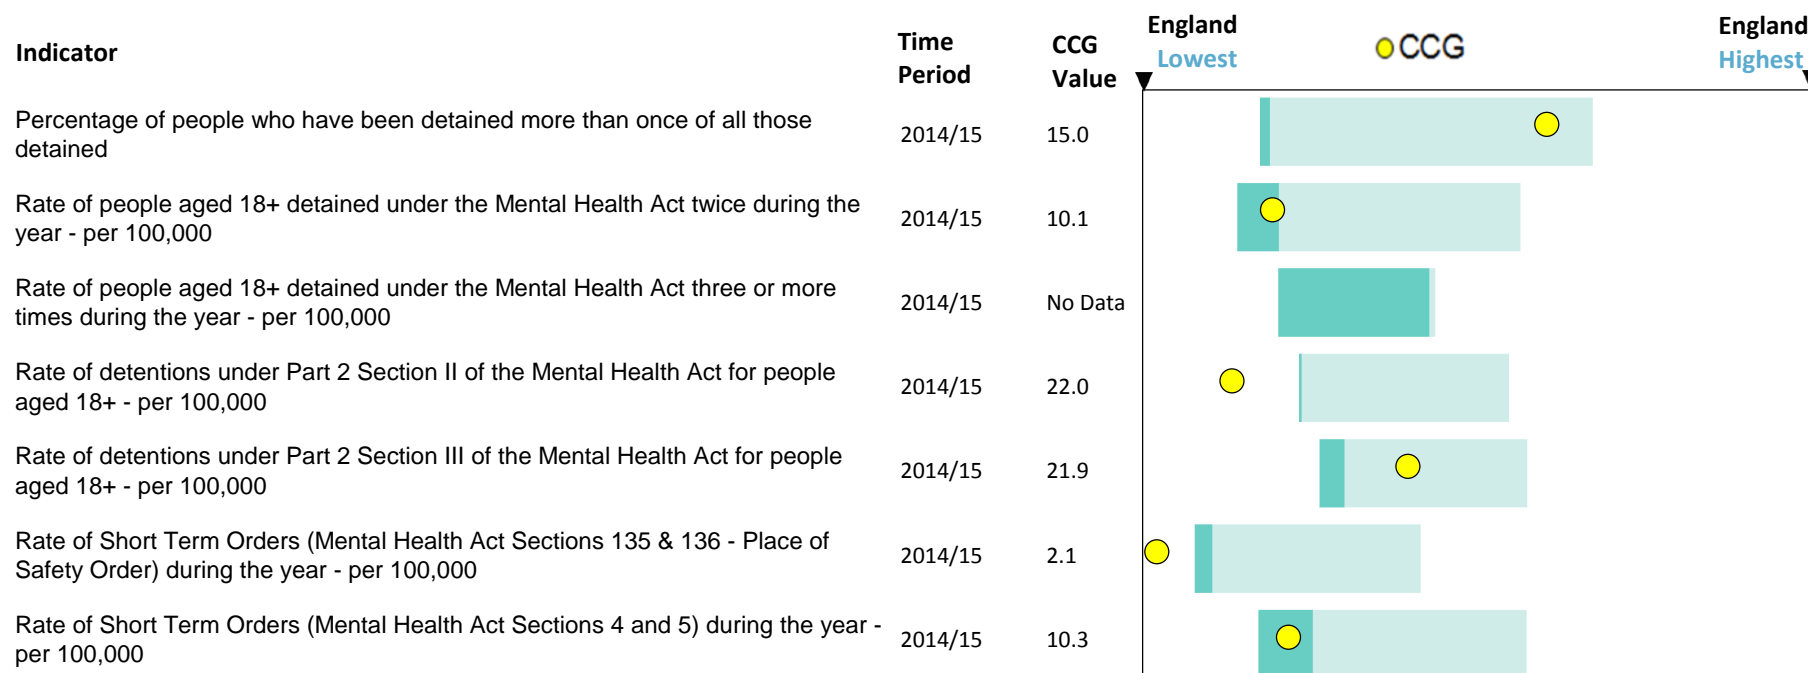 Indicator
Time Period
CCG Value
England Lowest
CCG
England Highest
Percentage of people who have been detained more than once of all those
detained
2014/15
15.0
Rate of people aged 18+ detained under the Mental Health Act twice during the
year - per 100,000
2014/15
10.1
Rate of people aged 18+ detained under the Mental Health Act three or more
times during the year - per 100,000
2014/15
No Data
Rate of detentions under Part 2 Section II of the Mental Health Act for people
aged 18+ - per 100,000
2014/15
22.0
Rate of detentions under Part 2 Section III of the Mental Health Act for people
aged 18+ - per 100,000
2014/15
21.9
Rate of Short Term Orders (Mental Health Act Sections 135 & 136 - Place of
Safety Order) during the year - per 100,000
2014/15
2.1
Rate of Short Term Orders (Mental Health Act Sections 4 and 5) during the year -
per 100,000
2014/15
10.3